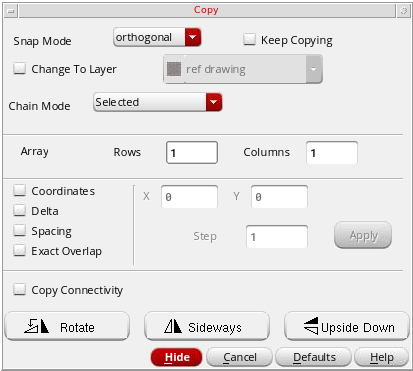 Copy
Snap Mode orthogonal Keep Copying
Change To Layer ref drawing
Chain Mode Selected
Array Rows 1 Columns 1
Coordinates X 0 Y 0
Delta
Spacing Step 1 Apply
Exact Overlap
Copy Connectivity
Rotate Sideways Upside Down
Hide Cancel Defaults Help